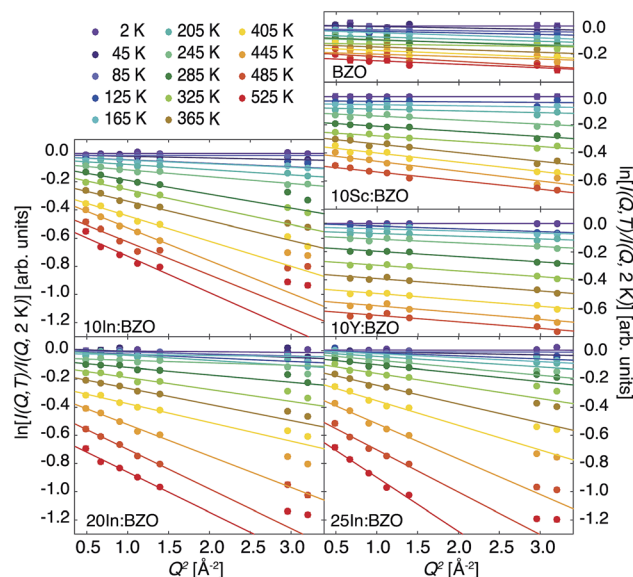 2 K 205 K 405 K
45 K 245 K 445 K
85 K 285 K 485 K
125 K 325 K 525 K
165 K 365 K
BZO
0.0
-0.2
10Sc:BZO
0.0
-0.2
-0.4
-0.6
10In:BZO
0.0
-0.2
-0.4
-0.6
-0.8
-1.0
-1.2
10Y:BZO
0.0
-0.2
-0.4
-0.6
20In:BZO
0.0
-0.2
-0.4
-0.6
-0.8
-1.0
-1.2
25In:BZO
0.0
-0.2
-0.4
-0.6
-0.8
-1.0
-1.2
ln[I(Q,T)/I(Q, 2 K)] [arb. units]
ln[I(Q,T)/I(Q, 2 K)] [arb. units]
0.5 1.0 1.5 2.0 2.5 3.0
0.5 1.0 1.5 2.0 2.5 3.0
Q² [Å⁻²]
Q² [Å⁻²]